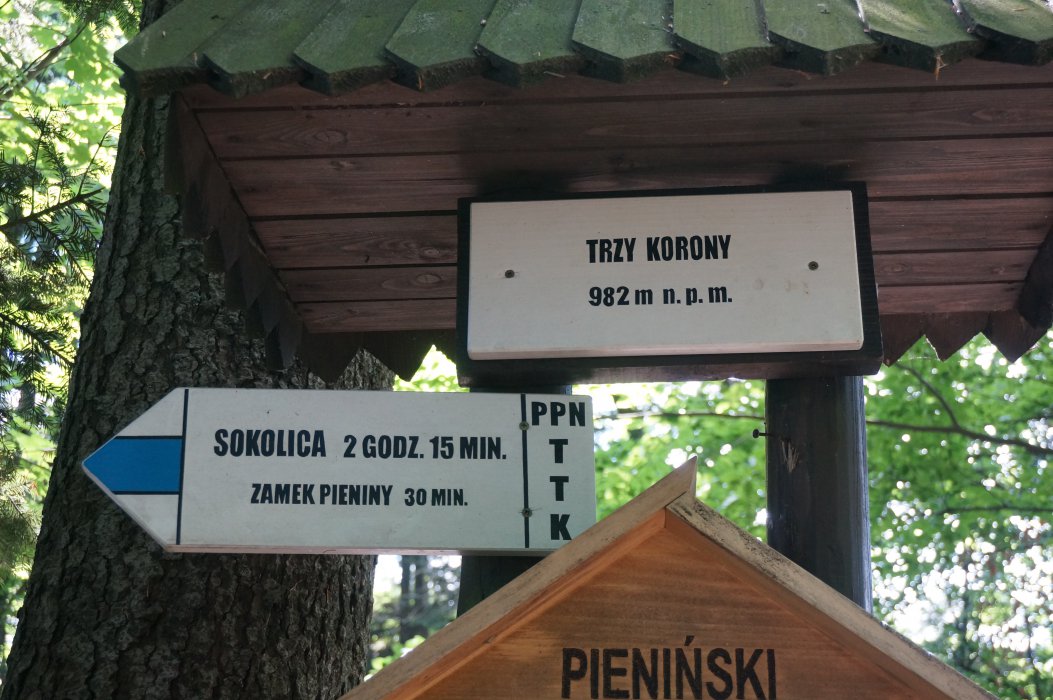 TRZY KORONY
982 m n. p. m.
SOKOLICA 2 GODZ. 15 MIN.
ZAMEK PIENINY 30 MIN.
PPN
T
T
K
PIENIŃSKI